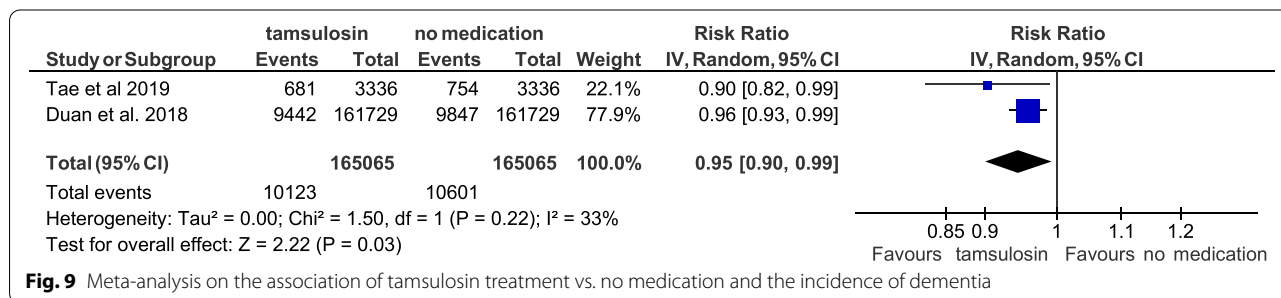 tamsulosin no medication Risk Ratio Risk Ratio
Study or Subgroup Events Total Events Total Weight IV, Random, 95% CI IV, Random, 95% CI
Tae et al 2019 681 3336 754 3336 22.1% 0.90 [0.82, 0.99]
Duan et al. 2018 9442 161729 9847 161729 77.9% 0.96 [0.93, 0.99]
Total (95% CI) 165065 165065 100.0% 0.95 [0.90, 0.99]
Total events 10123 10601
Heterogeneity: Tau² = 0.00; Chi² = 1.50, df = 1 (P = 0.22); I² = 33%
Test for overall effect: Z = 2.22 (P = 0.03)
0.85 0.9 1 1.1 1.2
Favours tamsulosin Favours no medication
Fig. 9 Meta-analysis on the association of tamsulosin treatment vs. no medication and the incidence of dementia